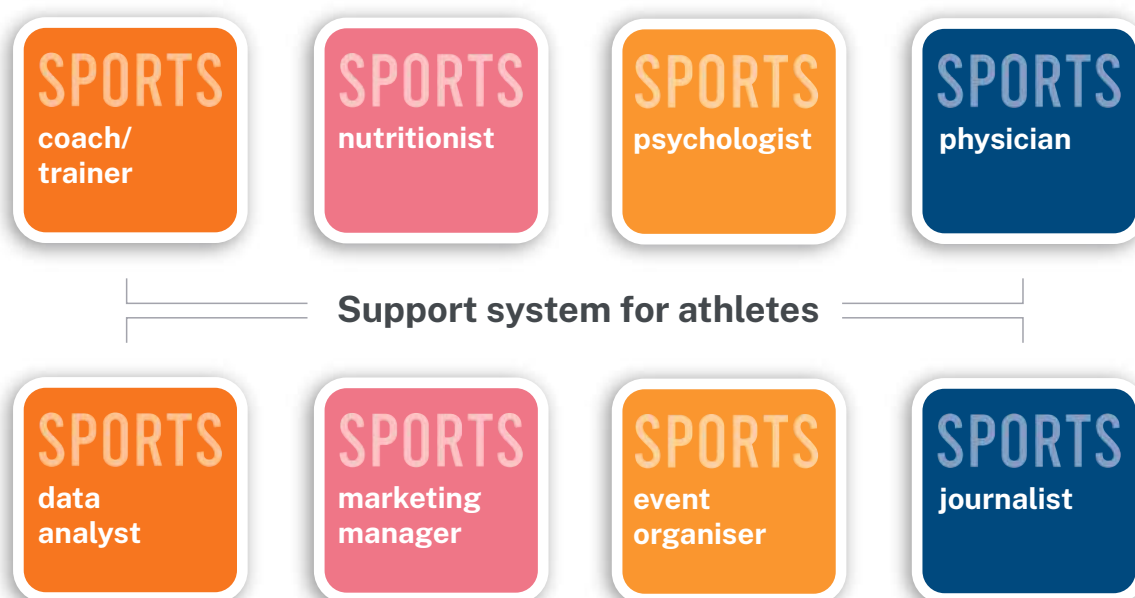 SPORTS
coach/
trainer
SPORTS
nutritionist
SPORTS
psychologist
SPORTS
physician
Support system for athletes
SPORTS
data
analyst
SPORTS
marketing
manager
SPORTS
event
organiser
SPORTS
journalist